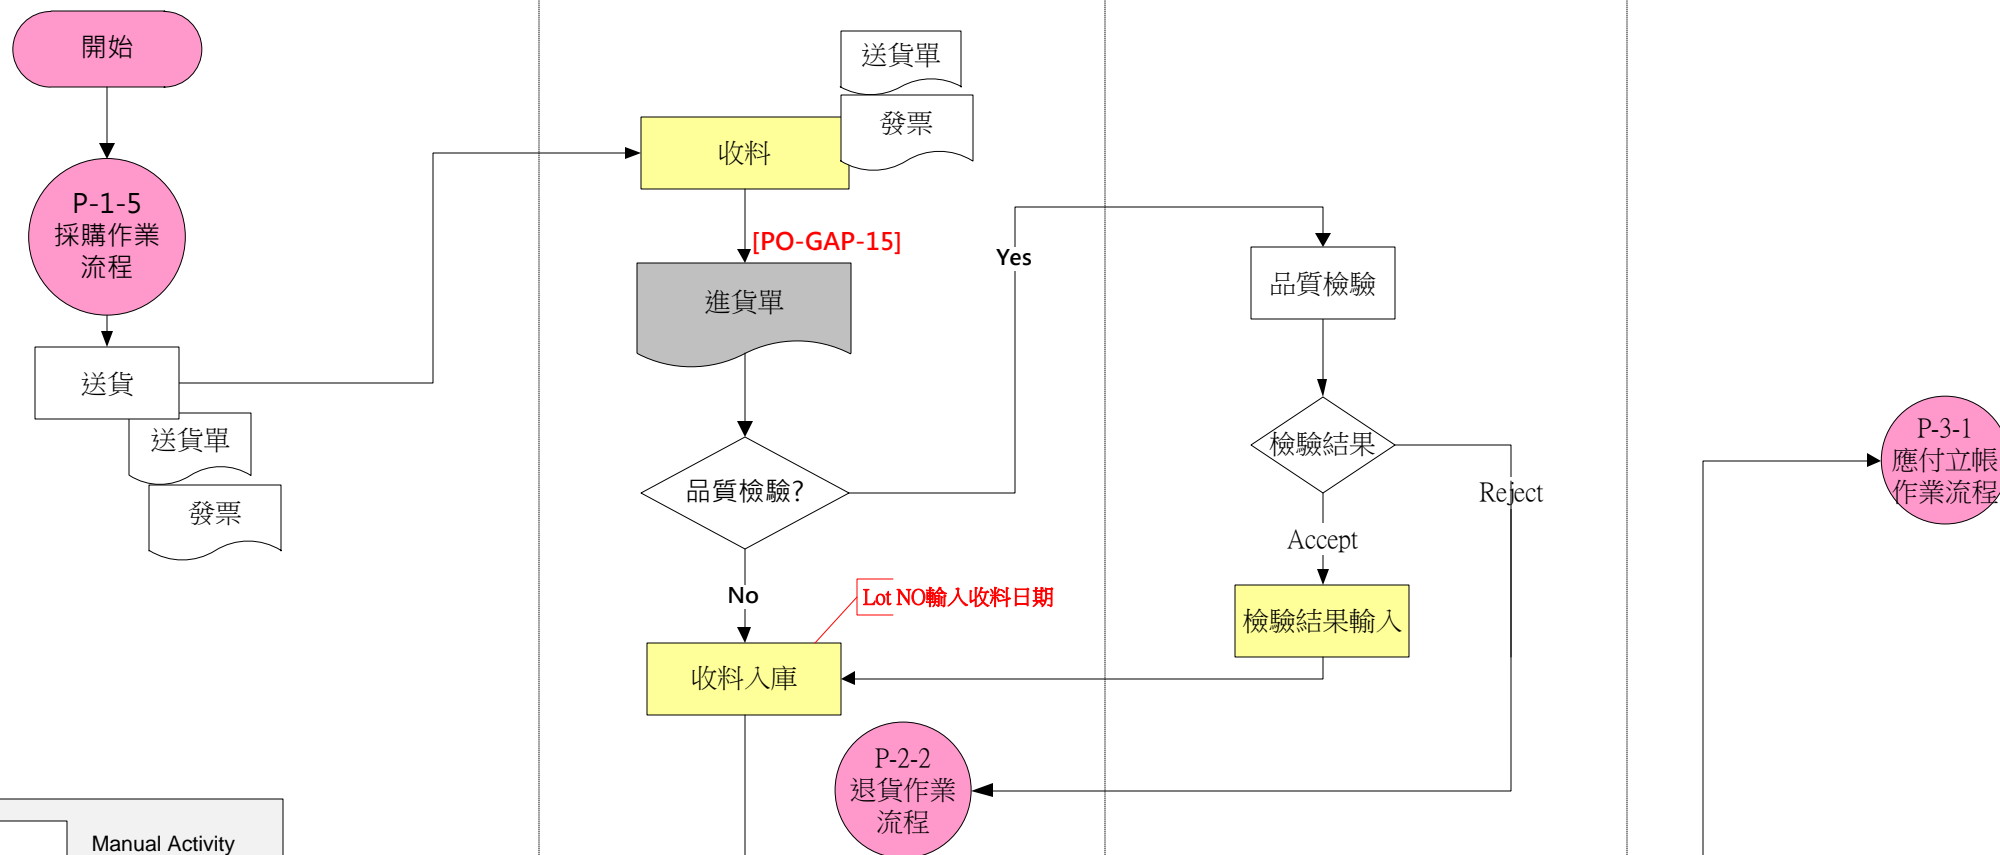 開始
P-1-5
採購作業
流程
送貨
送貨單
發票
送貨單
發票
收料
[PO-GAP-15]
進貨單
品質檢驗?
Yes
No
Lot NO輸入收料日期
收料入庫
P-2-2
退貨作業
流程
品質檢驗
檢驗結果
Reject
Accept
檢驗結果輸入
P-3-1
應付立帳
作業流程
Manual Activity